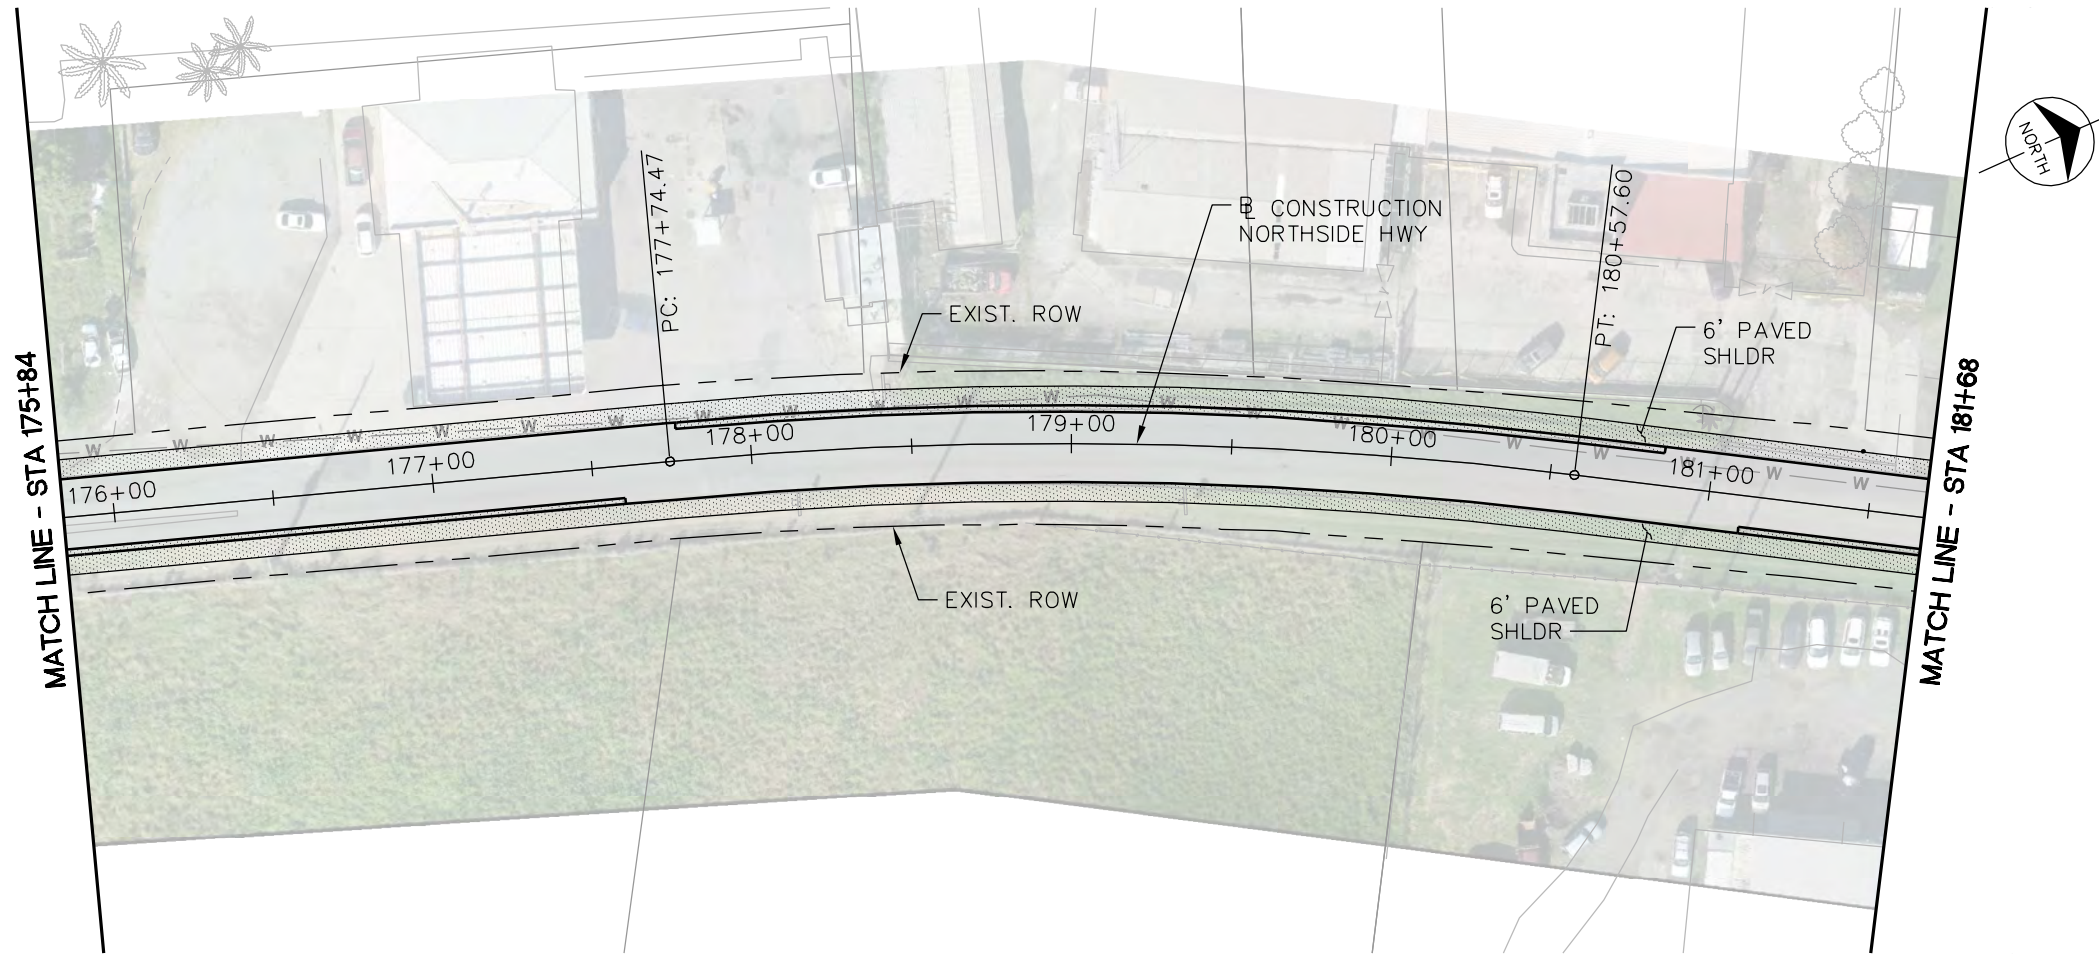 NORTH
PC: 177+74.47
PT: 180+57.60
BL CONSTRUCTION
NORTHSIDE HWY
EXIST. ROW
6' PAVED
SHLDR
MATCH LINE - STA 175+84
MATCH LINE - STA 181+68
W W W W W W W W W W W W W W W W W W W W W
176+00
177+00
178+00
179+00
180+00
181+00
EXIST. ROW
6' PAVED
SHLDR